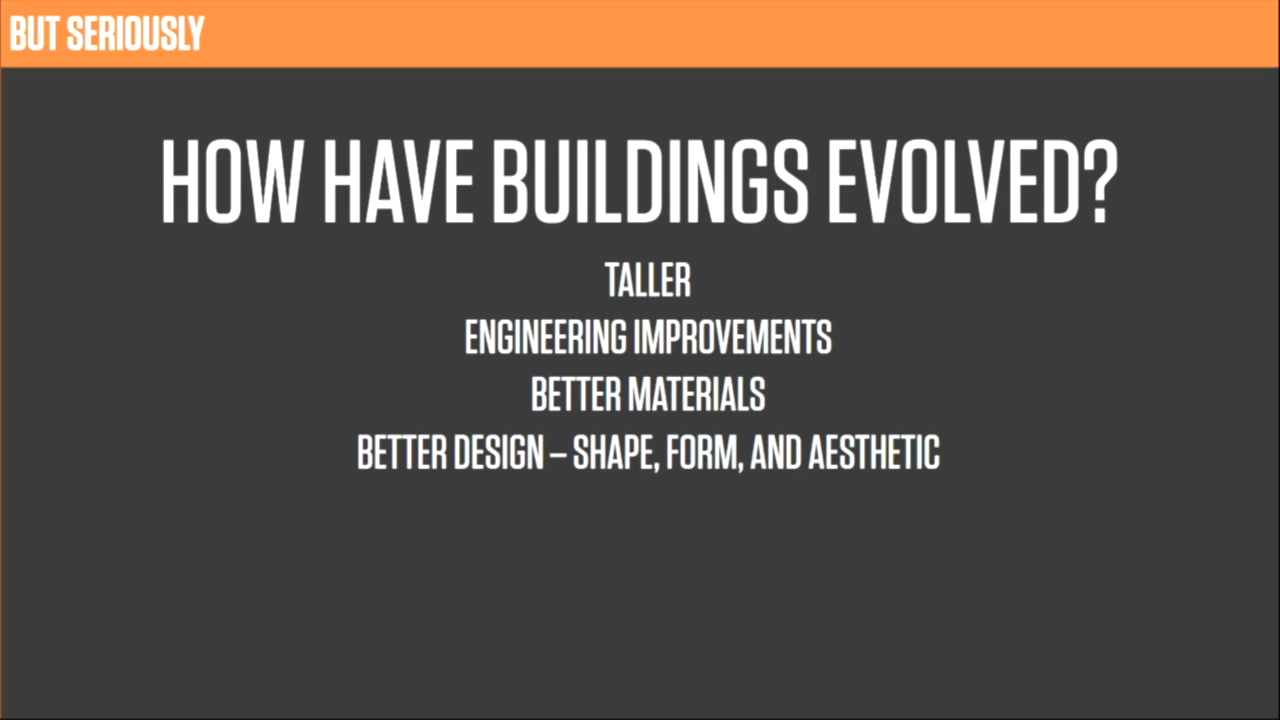 BUT SERIOUSLY
HOW HAVE BUILDINGS EVOLVED?
TALLER
ENGINEERING IMPROVEMENTS
BETTER MATERIALS
BETTER DESIGN – SHAPE, FORM, AND AESTHETIC